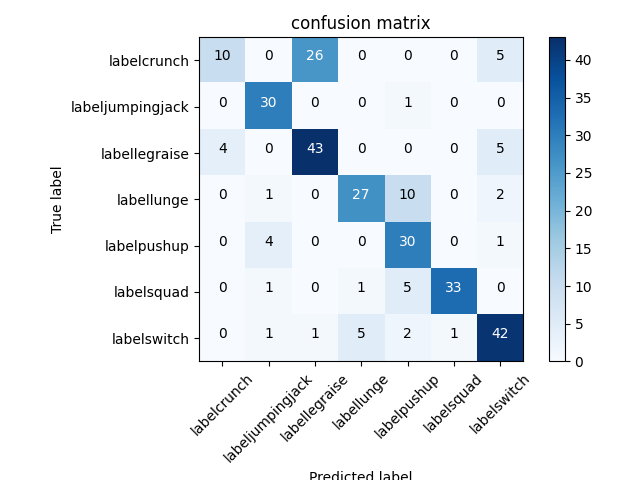 confusion matrix
labelcrunch 10 0 26 0 0 0 5
labeljumpingjack 0 30 0 0 1 0 0
labellegraise 4 0 43 0 0 0 5
labellunge 0 1 0 27 10 0 2
labelpushup 0 4 0 0 30 0 1
labelsquad 0 1 0 1 5 33 0
labelswitch 0 1 1 5 2 1 42
True label
labelcrunch labeljumpingjack labellegraise labellunge labelpushup labelsquad labelswitch
Predicted label
40
35
30
25
20
15
10
5
0